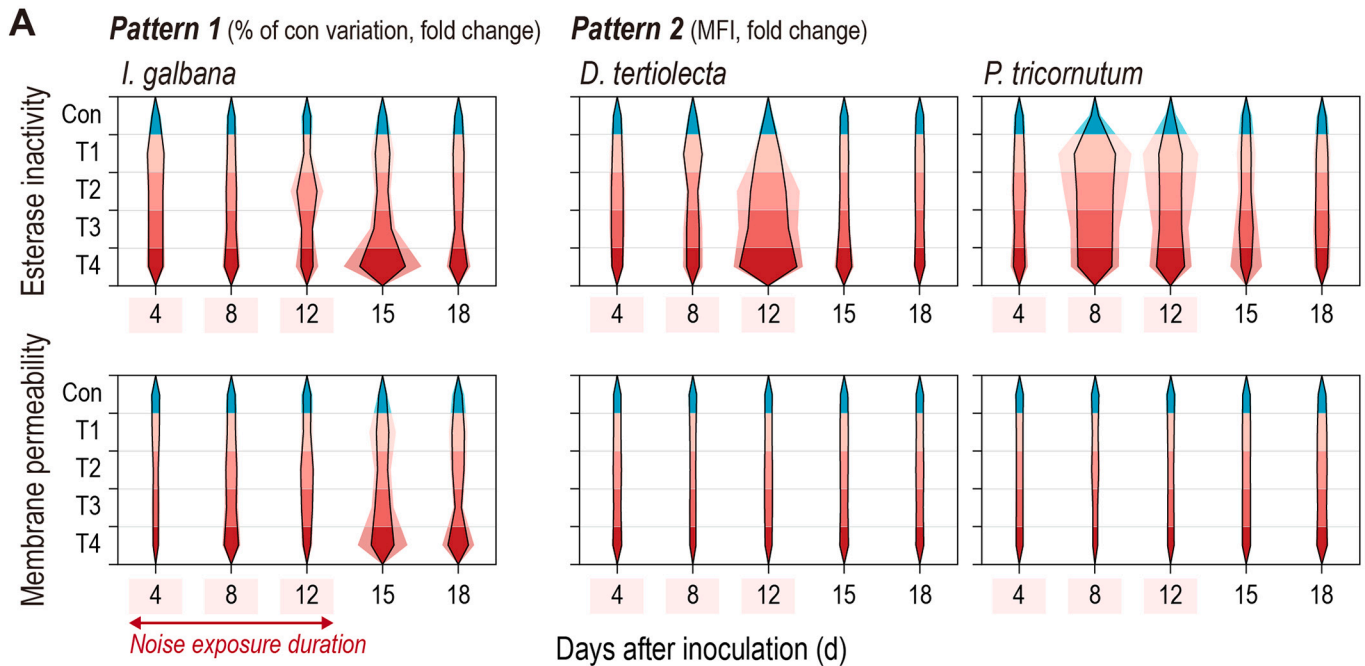 A
Pattern 1 (% of con variation, fold change)
Pattern 2 (MFI, fold change)
I. galbana
D. tertiolecta
P. tricornutum
Esterase inactivity
Con
T1
T2
T3
T4
4 8 12 15 18
4 8 12 15 18
4 8 12 15 18
Membrane permeability
Con
T1
T2
T3
T4
4 8 12 15 18
4 8 12 15 18
4 8 12 15 18
Noise exposure duration
Days after inoculation (d)